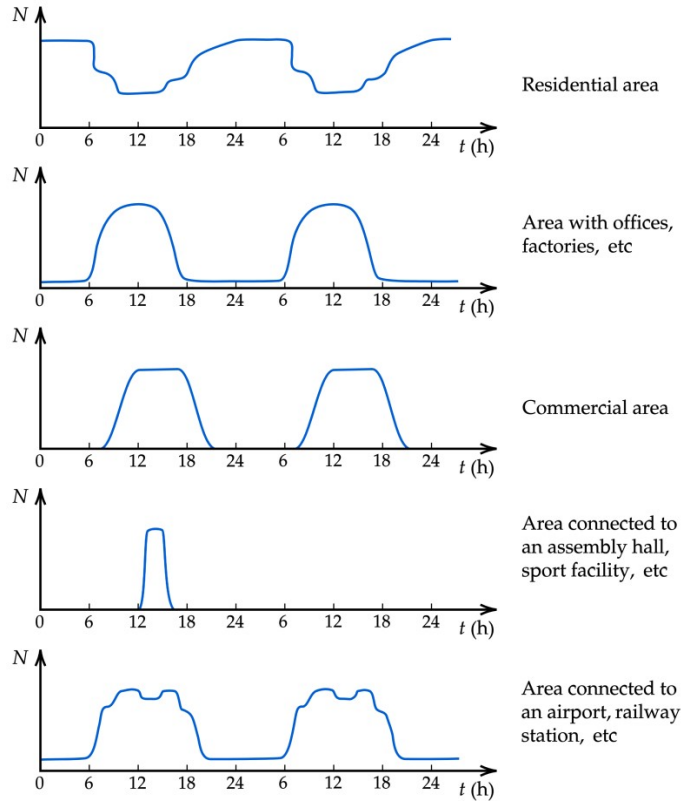 N
Residential area
0 6 12 18 24 6 12 18 24 t (h)
N
Area with offices,
factories, etc
0 6 12 18 24 6 12 18 24 t (h)
N
Commercial area
0 6 12 18 24 6 12 18 24 t (h)
N
Area connected to
an assembly hall,
sport facility, etc
0 6 12 18 24 6 12 18 24 t (h)
N
Area connected to
an airport, railway
station, etc
0 6 12 18 24 6 12 18 24 t (h)